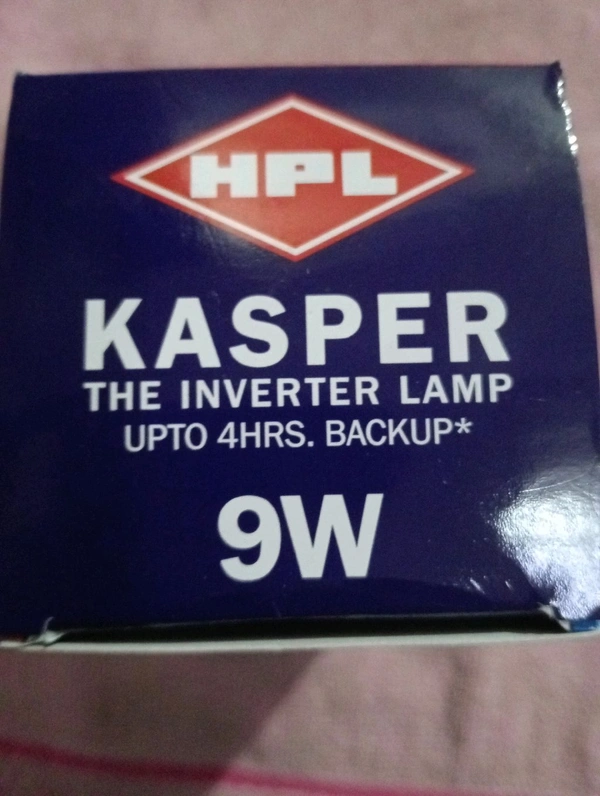 HPL
KASPER
THE INVERTER LAMP
UPTO 4HRS. BACKUP*
9W